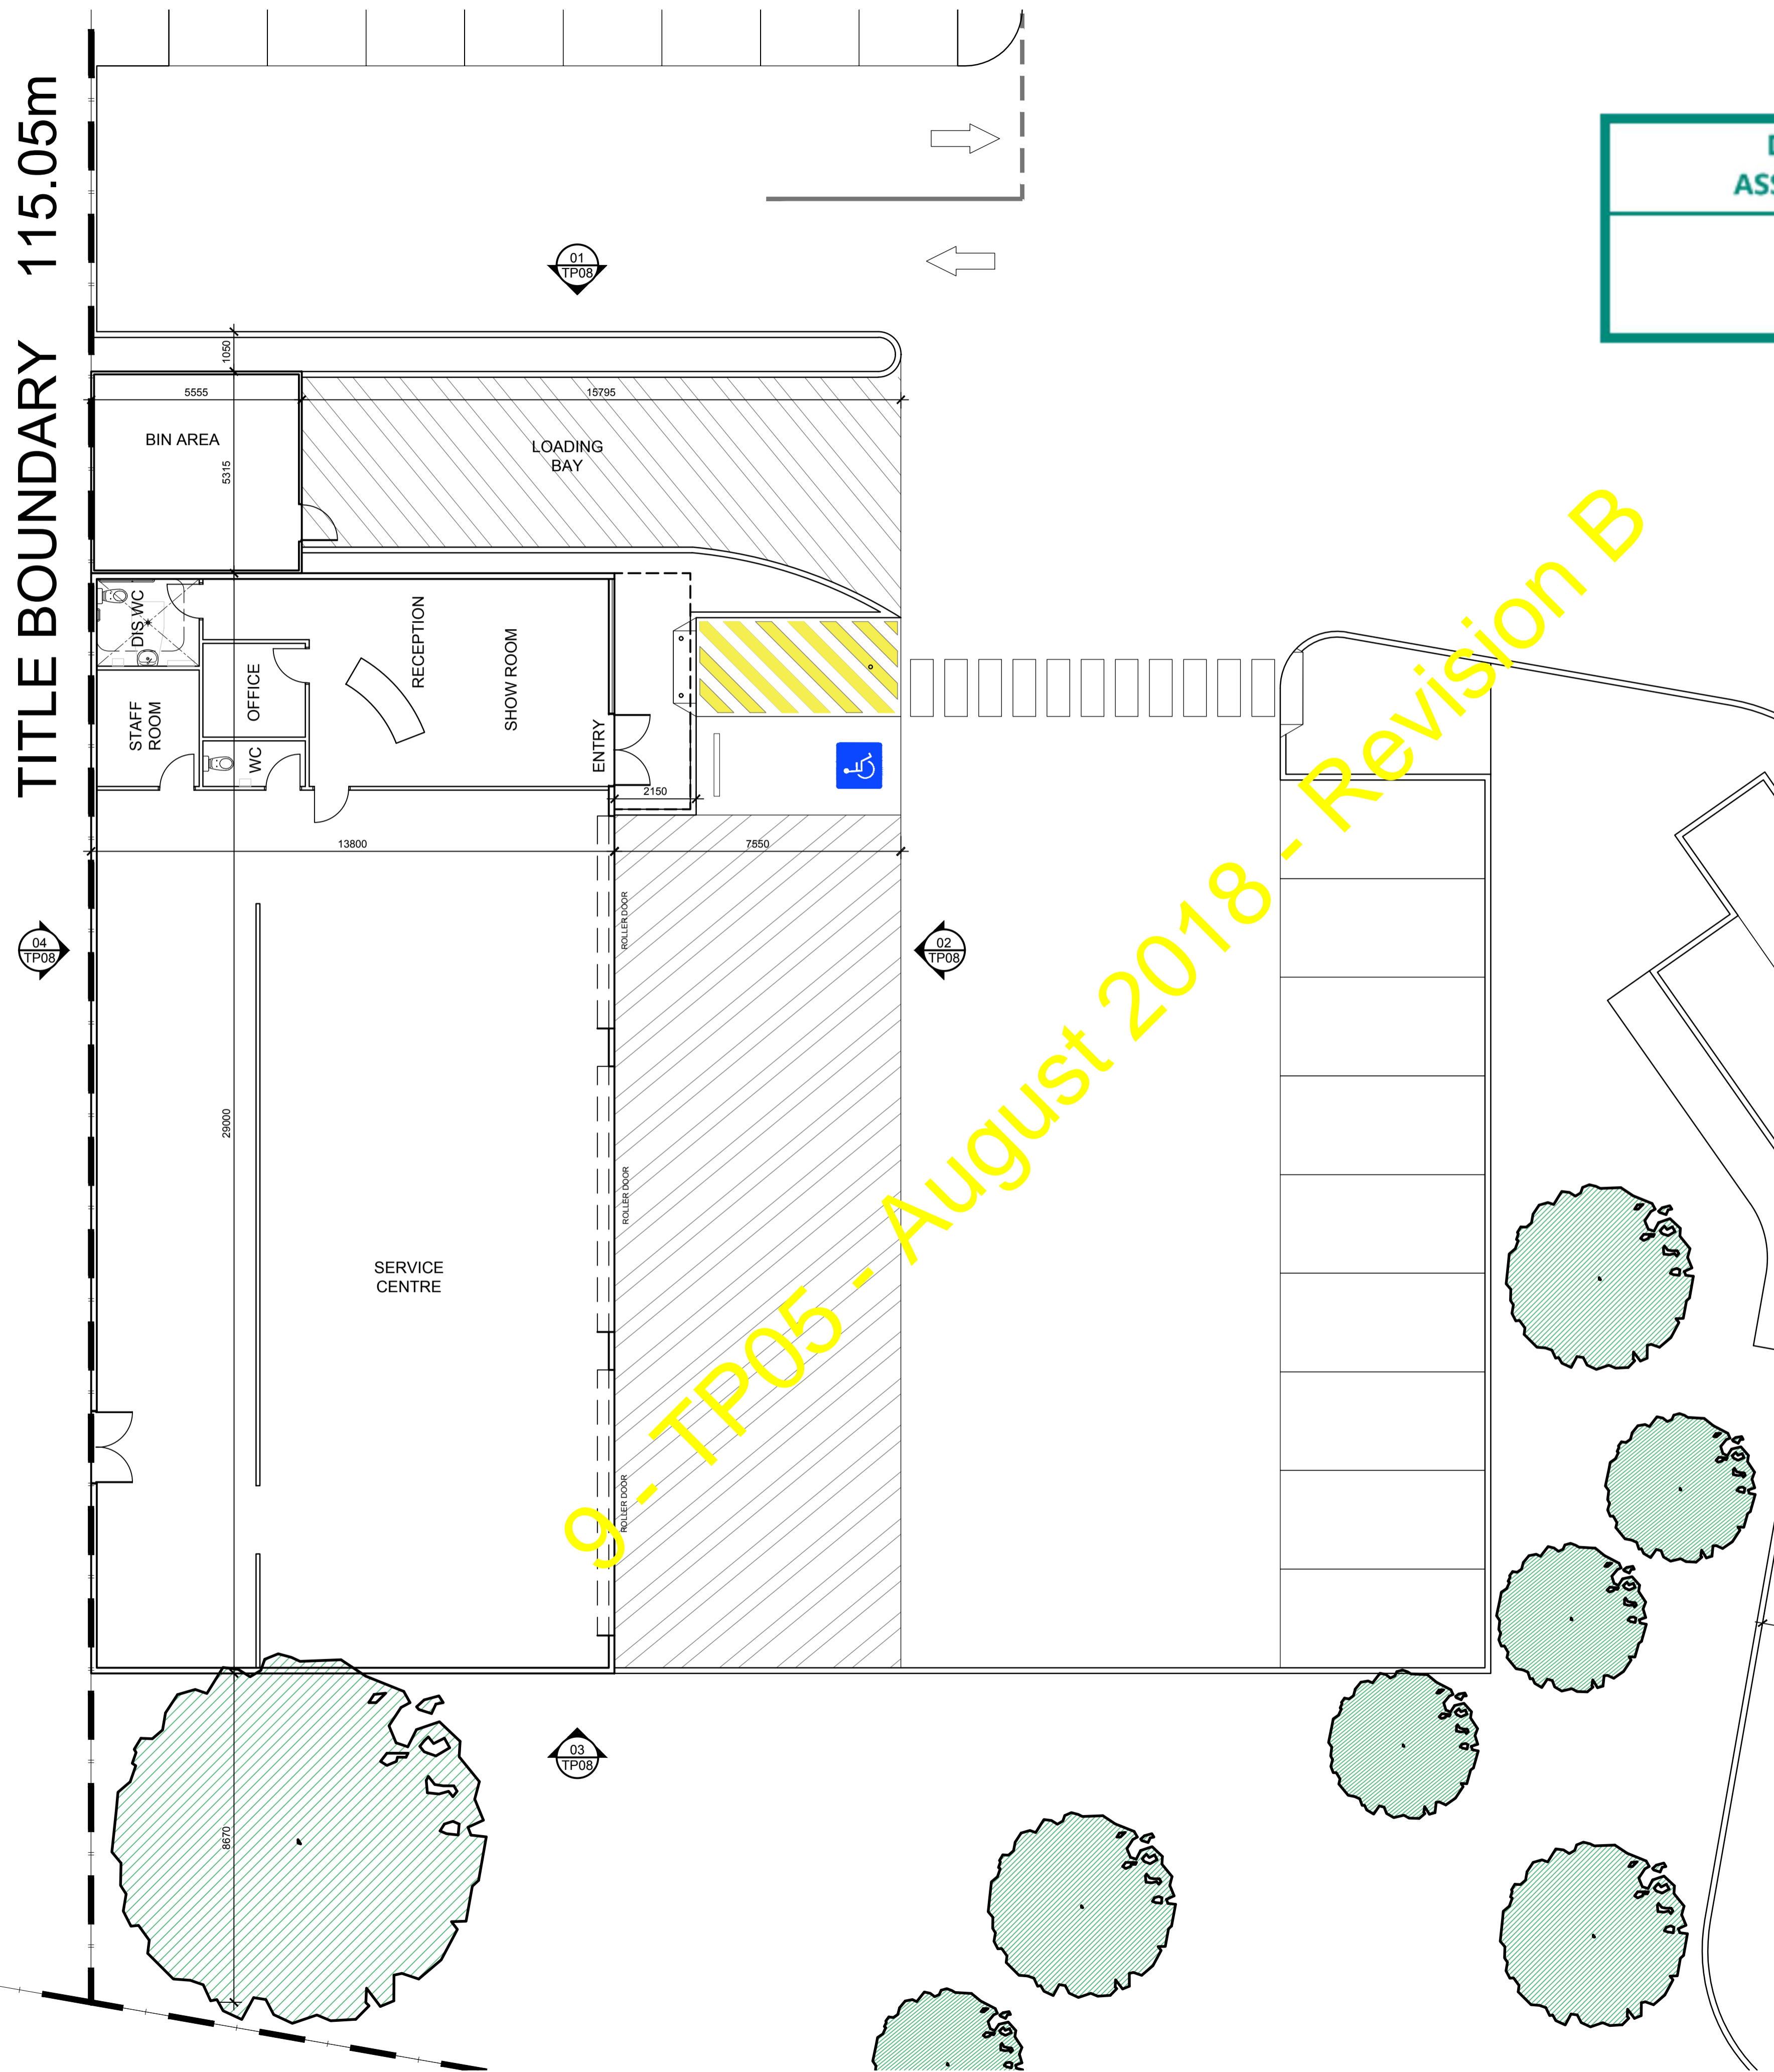 TITLE BOUNDARY 115.05m
D
ASS
01
TP08
1050
5555
15795
BIN AREA
LOADING
BAY
5315
DIS WC
RECEPTION
SHOW ROOM
OFFICE
STAFF
ROOM
WC
ENTRY
2150
13800
7550
ROLLER DOOR
04
TP08
02
TP08
29000
ROLLER DOOR
SERVICE
CENTRE
ROLLER DOOR
9 - TP05 - August 2018 - Revision B
03
TP08
8670